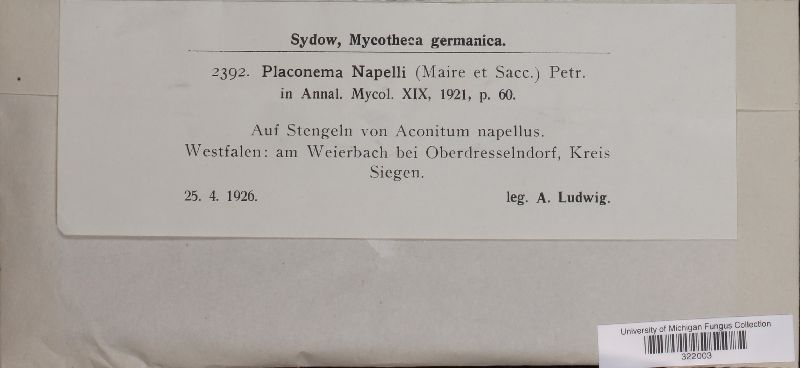 Sydow, Mycotheca germanica.
2392. Placonema Napelli (Maire et Sacc.) Petr.
in Annal. Mycol. XIX, 1921, p. 60.
Auf Stengeln von Aconitum napellus.
Westfalen: am Weierbach bei Oberdresselndorf, Kreis
Siegen.
25. 4. 1926. leg. A. Ludwig.
University of Michigan Fungus Collection
322003